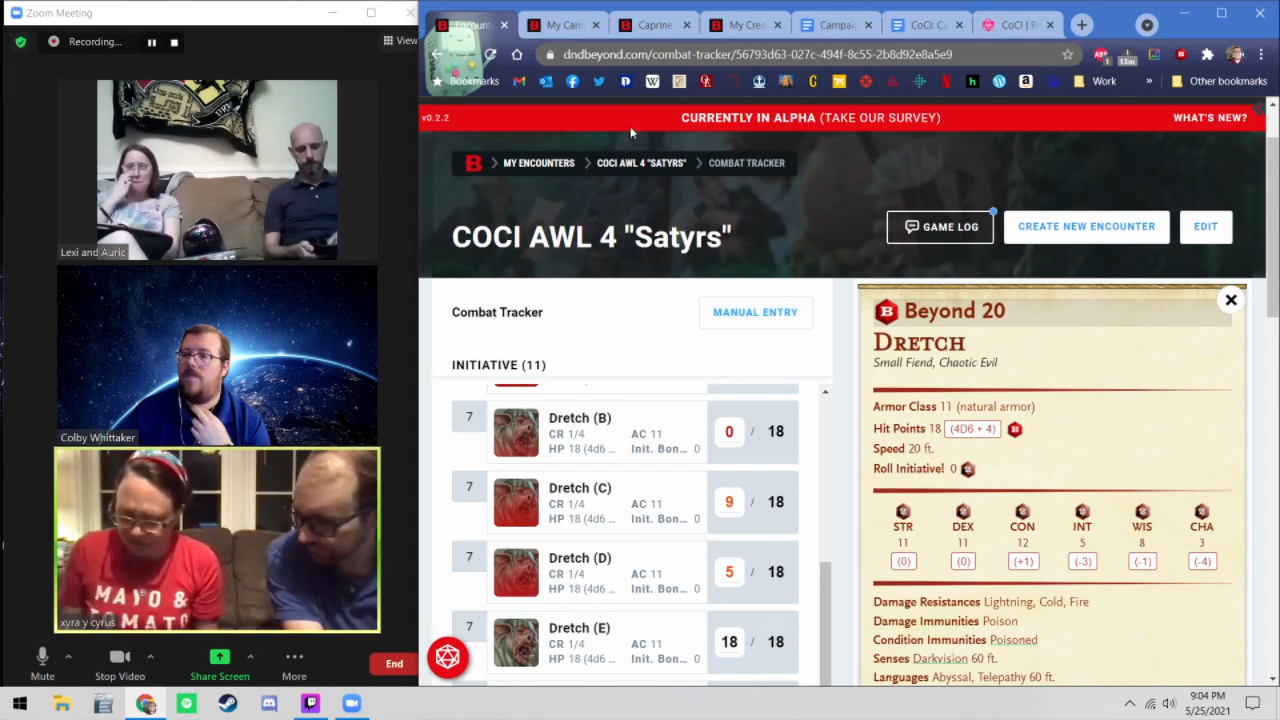 Zoom Meeting
Recording...
View
Lexi and Auric
Colby Whittaker
MAYO &
TOMATO
xyra y cyrus
Mute
Stop Video
Share Screen
More
End
Encount
My Cam
Caprine
My Crea
Campai
CoCI: C
CoCI | R
dndbeyond.com/combat-tracker/56793d63-027c-494f-8c55-2b8d92e8a5e9
1
13m
Bookmarks
Work
»
Other bookmarks
v0.2.2
CURRENTLY IN ALPHA (TAKE OUR SURVEY)
WHAT'S NEW?
MY ENCOUNTERS
COCI AWL 4 "SATYRS"
COMBAT TRACKER
COCI AWL 4 "Satyrs"
GAME LOG
CREATE NEW ENCOUNTER
EDIT
Combat Tracker
MANUAL ENTRY
INITIATIVE (11)
7
Dretch (B)
CR 1/4 AC 11
HP 18 (4d6 ... Init. Bon... 0
0 / 18
7
Dretch (C)
CR 1/4 AC 11
HP 18 (4d6 ... Init. Bon... 0
9 / 18
7
Dretch (D)
CR 1/4 AC 11
HP 18 (4d6 ... Init. Bon... 0
5 / 18
7
Dretch (E)
CR 1/4 AC 11
HP 18 (4d6 ... Init. Bon... 0
18 / 18
Beyond 20
DRETCH
Small Fiend, Chaotic Evil
Armor Class 11 (natural armor)
Hit Points 18 (4D6 + 4)
Speed 20 ft.
Roll Initiative! 0
STR DEX CON INT WIS CHA
11 11 12 5 8 3
(0) (0) (+1) (-3) (-1) (-4)
Damage Resistances Lightning, Cold, Fire
Damage Immunities Poison
Condition Immunities Poisoned
Senses Darkvision 60 ft.
Languages Abyssal, Telepathy 60 ft.
9:04 PM
5/25/2021